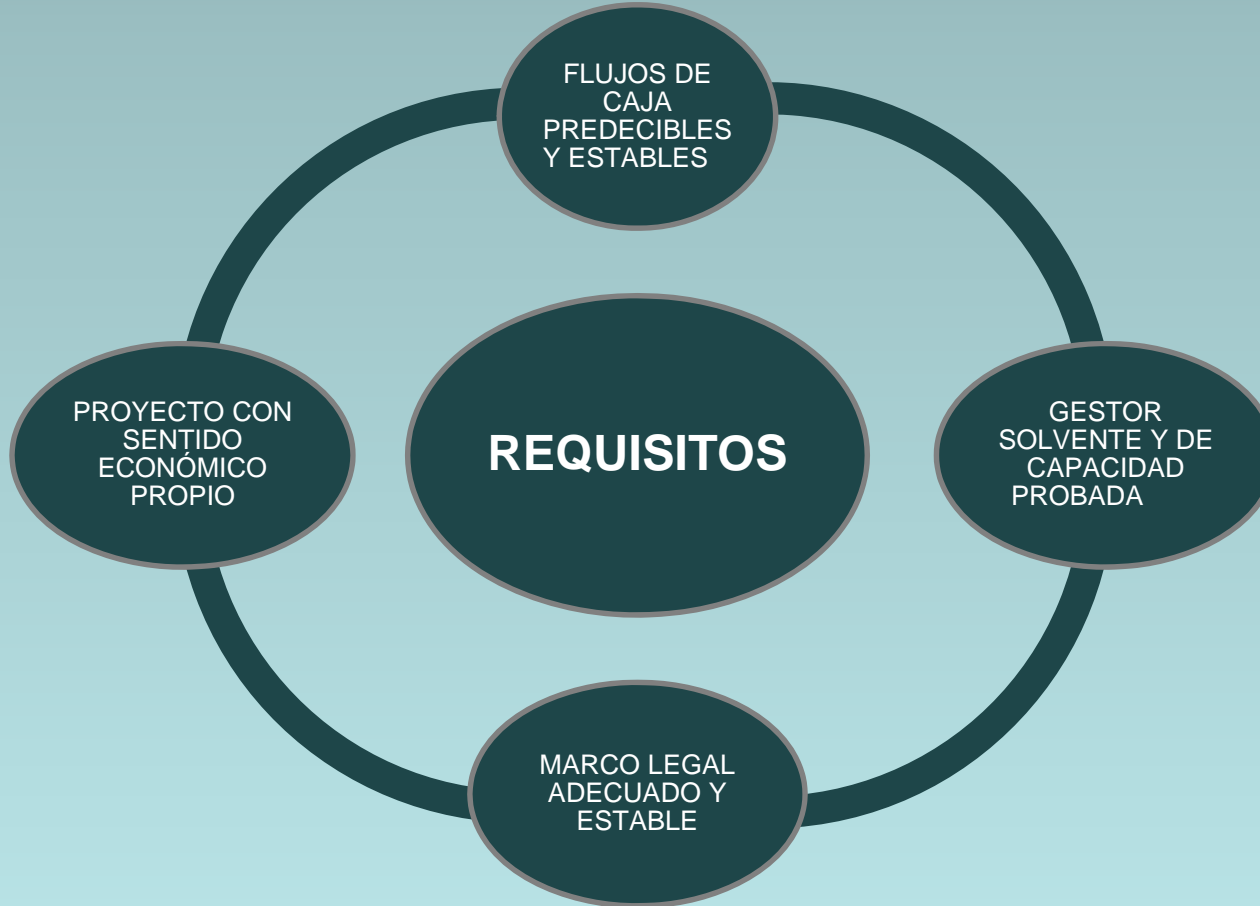 FLUJOS DE
CAJA
PREDECIBLES
Y ESTABLES
PROYECTO CON
SENTIDO
ECONÓMICO
PROPIO
REQUISITOS
GESTOR
SOLVENTE Y DE
CAPACIDAD
PROBADA
MARCO LEGAL
ADECUADO Y
ESTABLE